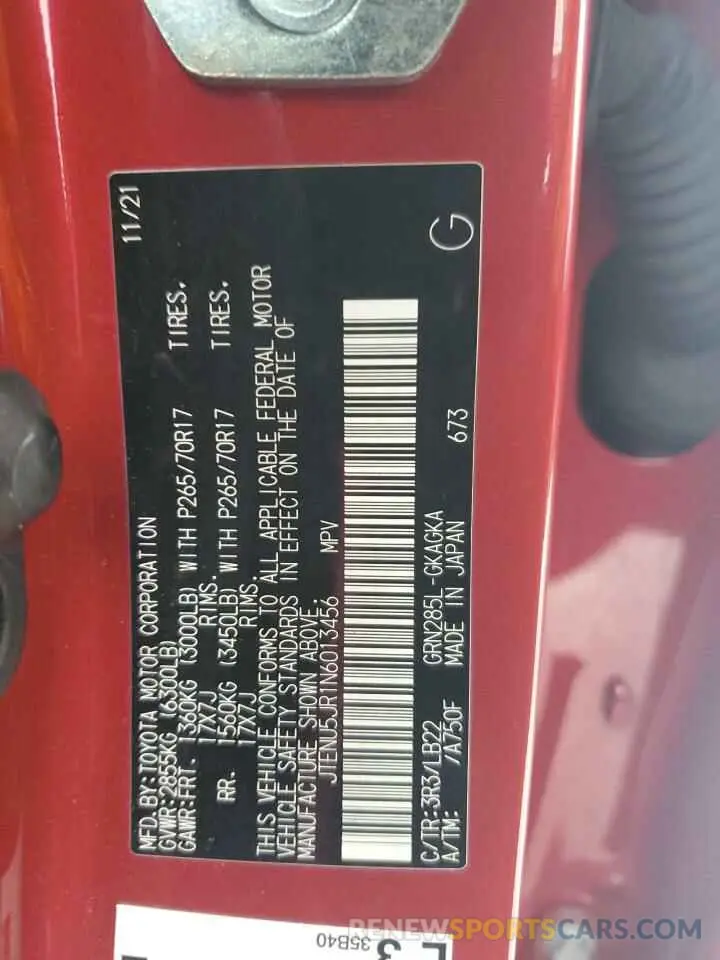 MFD. BY: TOYOTA MOTOR CORPORATION 11/21
GVWR: 2855KG (6300LB)
GAWR: FRT. 1360KG (3000LB) WITH P265/70R17 TIRES.
17X7J RIMS.
RR. 1560KG (3450LB) WITH P265/70R17 TIRES.
17X7J RIMS.
THIS VEHICLE CONFORMS TO ALL APPLICABLE FEDERAL MOTOR
VEHICLE SAFETY STANDARDS IN EFFECT ON THE DATE OF
MANUFACTURE SHOWN ABOVE.
JTENU5JR1N6013456 MPV
C/TR: 3R3/LB22 GRN285L-GKAGKA 673 G
A/TM: /A750F MADE IN JAPAN
35B40
RENEWSPORTSCARS.COM